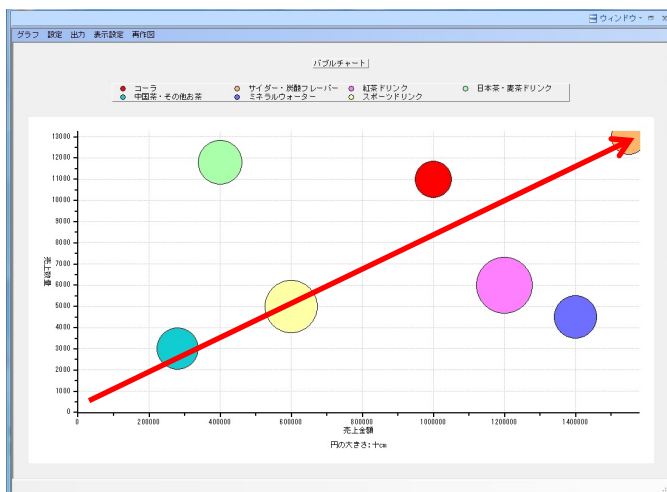 ウィンドウ・
グラフ 設定 出力 表示設定 再作図
バブルチャート
コーラ サイダー・炭酸フレーバー 紅茶ドリンク 日本茶・麦茶ドリンク
中国茶・その他お茶 ミネラルウォーター スポーツドリンク
13000
12000
11000
10000
9000
8000
7000
6000
5000
4000
3000
2000
1000
0
売上数量
0 200000 400000 600000 800000 1000000 1200000 1400000
売上金額
円の大きさ:十cm